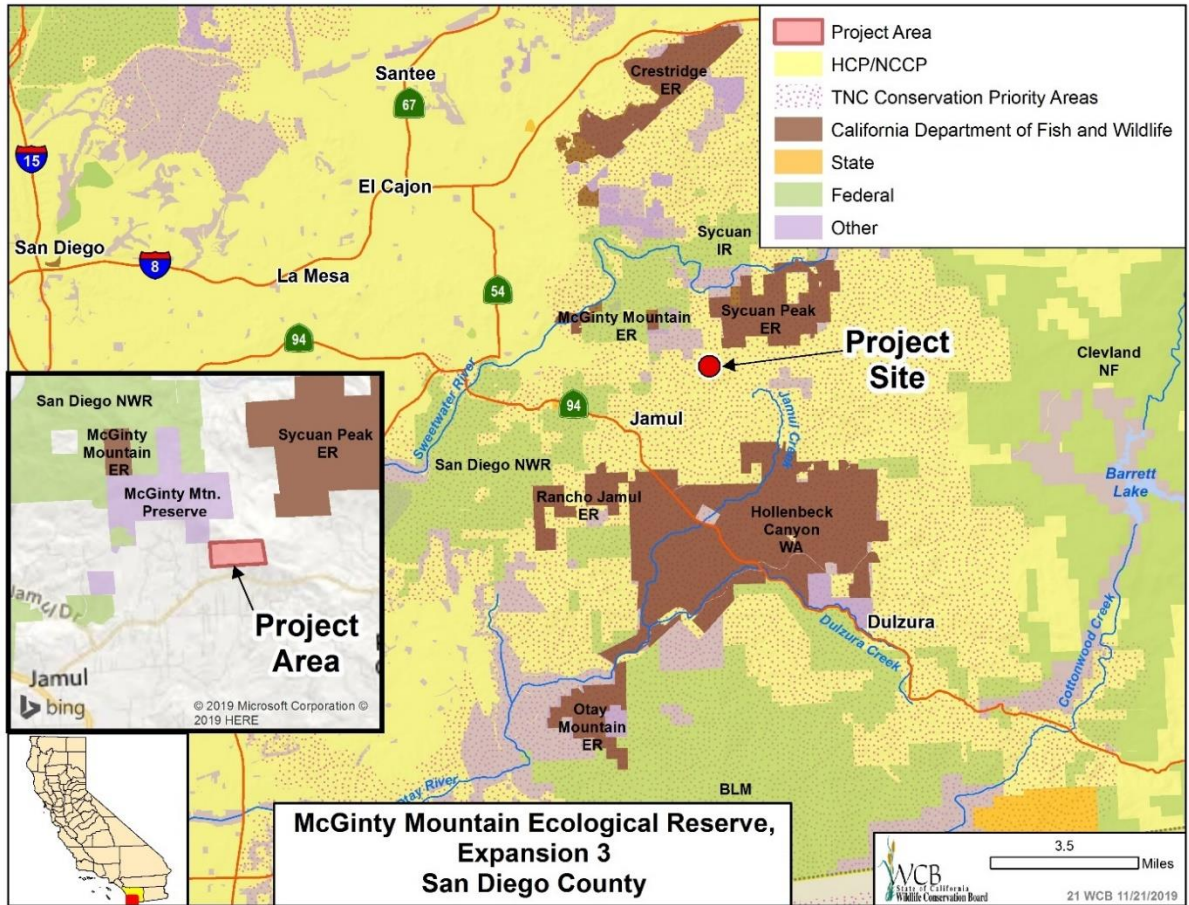 Project Area
HCP/NCCP
TNC Conservation Priority Areas
California Department of Fish and Wildlife
State
Federal
Other
Santee
67
Crestridge
ER
15
El Cajon
San Diego
8
La Mesa
54
94
Sycuan
IR
McGinty Mountain
ER
Sycuan Peak
ER
Project
Site
Clevland
NF
Sweetwater River
94
Jamul
Jamul Creek
San Diego NWR
Rancho Jamul
ER
Hollenbeck
Canyon
WA
Barrett
Lake
Dulzura
Dulzura Creek
Cottonwood Creek
Otay
Mountain
ER
Otay River
BLM
San Diego NWR
McGinty
Mountain
ER
Sycuan Peak
ER
McGinty Mtn.
Preserve
Project
Area
Jamul Dr
Jamul
bing
© 2019 Microsoft Corporation ©
2019 HERE
McGinty Mountain Ecological Reserve,
Expansion 3
San Diego County
WCB
State of California
Wildlife Conservation Board
3.5
Miles
21 WCB 11/21/2019